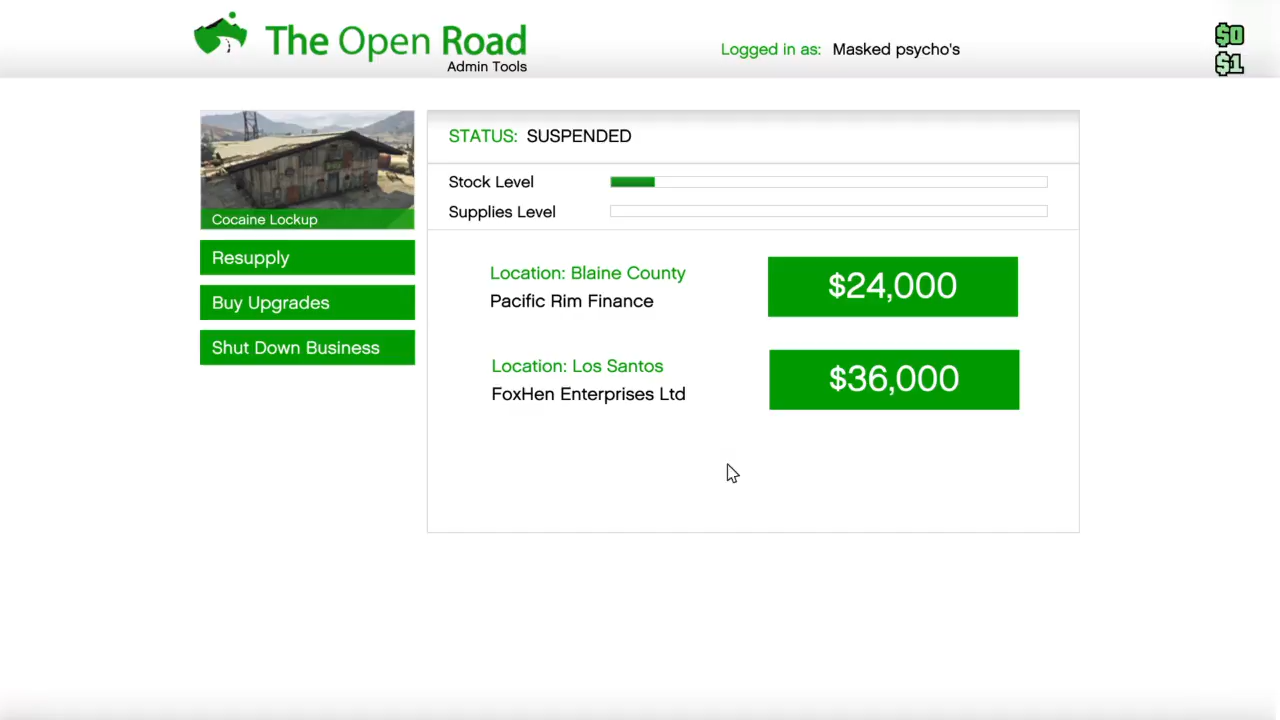 The Open Road
Admin Tools
Logged in as: Masked psycho's
$0
$1
Cocaine Lockup
Resupply
Buy Upgrades
Shut Down Business
STATUS: SUSPENDED
Stock Level
Supplies Level
Location: Blaine County
Pacific Rim Finance
$24,000
Location: Los Santos
FoxHen Enterprises Ltd
$36,000